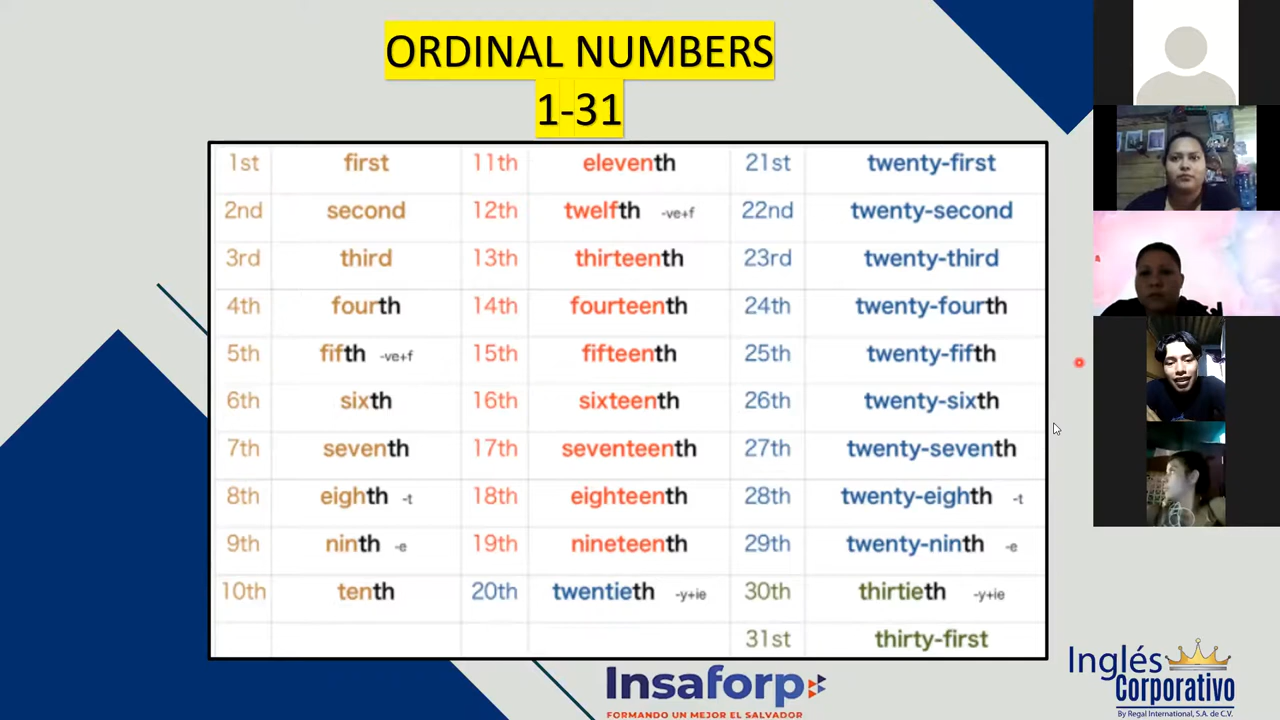 ORDINAL NUMBERS
1-31
1st first 11th eleventh 21st twenty-first
2nd second 12th twelfth -ve+f 22nd twenty-second
3rd third 13th thirteenth 23rd twenty-third
4th fourth 14th fourteenth 24th twenty-fourth
5th fifth -ve+f 15th fifteenth 25th twenty-fifth
6th sixth 16th sixteenth 26th twenty-sixth
7th seventh 17th seventeenth 27th twenty-seventh
8th eighth -t 18th eighteenth 28th twenty-eighth -t
9th ninth -e 19th nineteenth 29th twenty-ninth -e
10th tenth 20th twentieth -y+ie 30th thirtieth -y+ie
31st thirty-first
Insaforp
FORMANDO UN MEJOR EL SALVADOR
Inglés
Corporativo
By Regal International, S.A. de C.V.